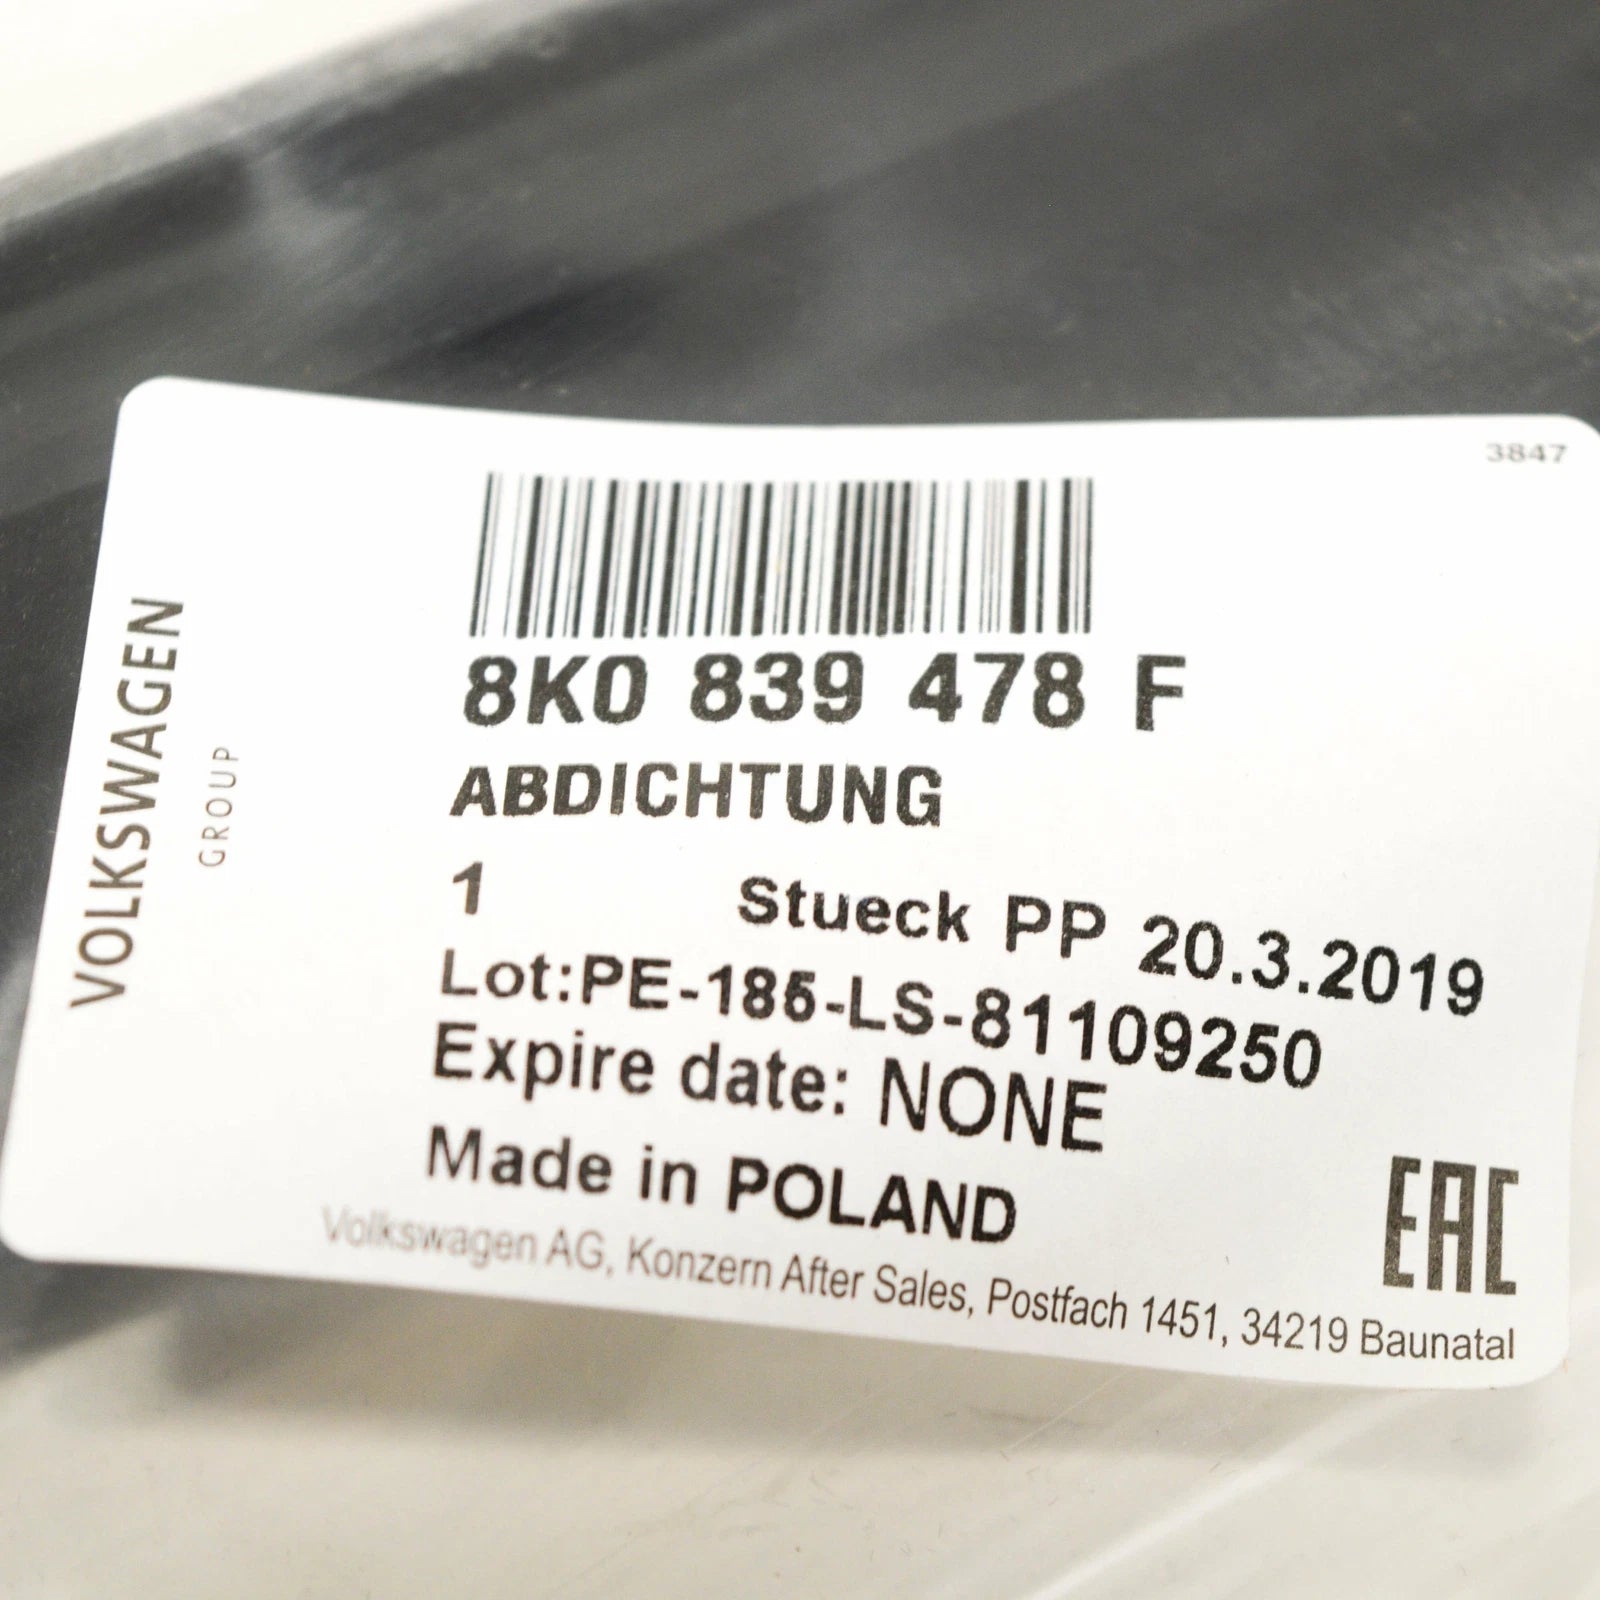 3847
VOLKSWAGEN
GROUP
8K0 839 478 F
ABDICHTUNG
1 Stueck PP 20.3.2019
Lot:PE-185-LS-81109250
Expire date: NONE
Made in POLAND
EAC
Volkswagen AG, Konzern After Sales, Postfach 1451, 34219 Baunatal